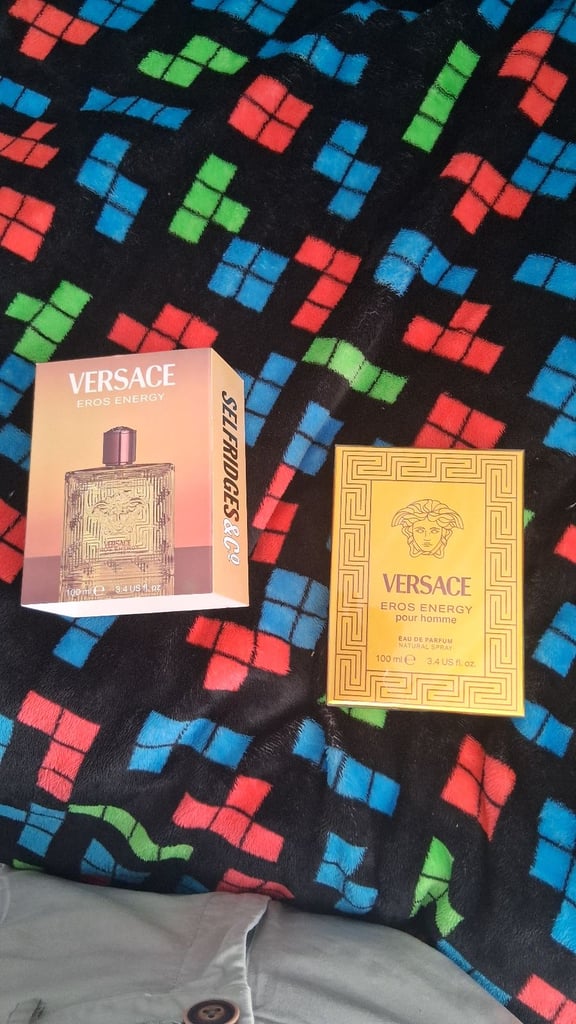 VERSACE
EROS ENERGY
100 ml e 3.4 US fl. oz.
SELFRIDGES&Cº
VERSACE
EROS ENERGY
pour homme
EAU DE PARFUM
NATURAL SPRAY
100 ml e 3.4 US fl. oz.